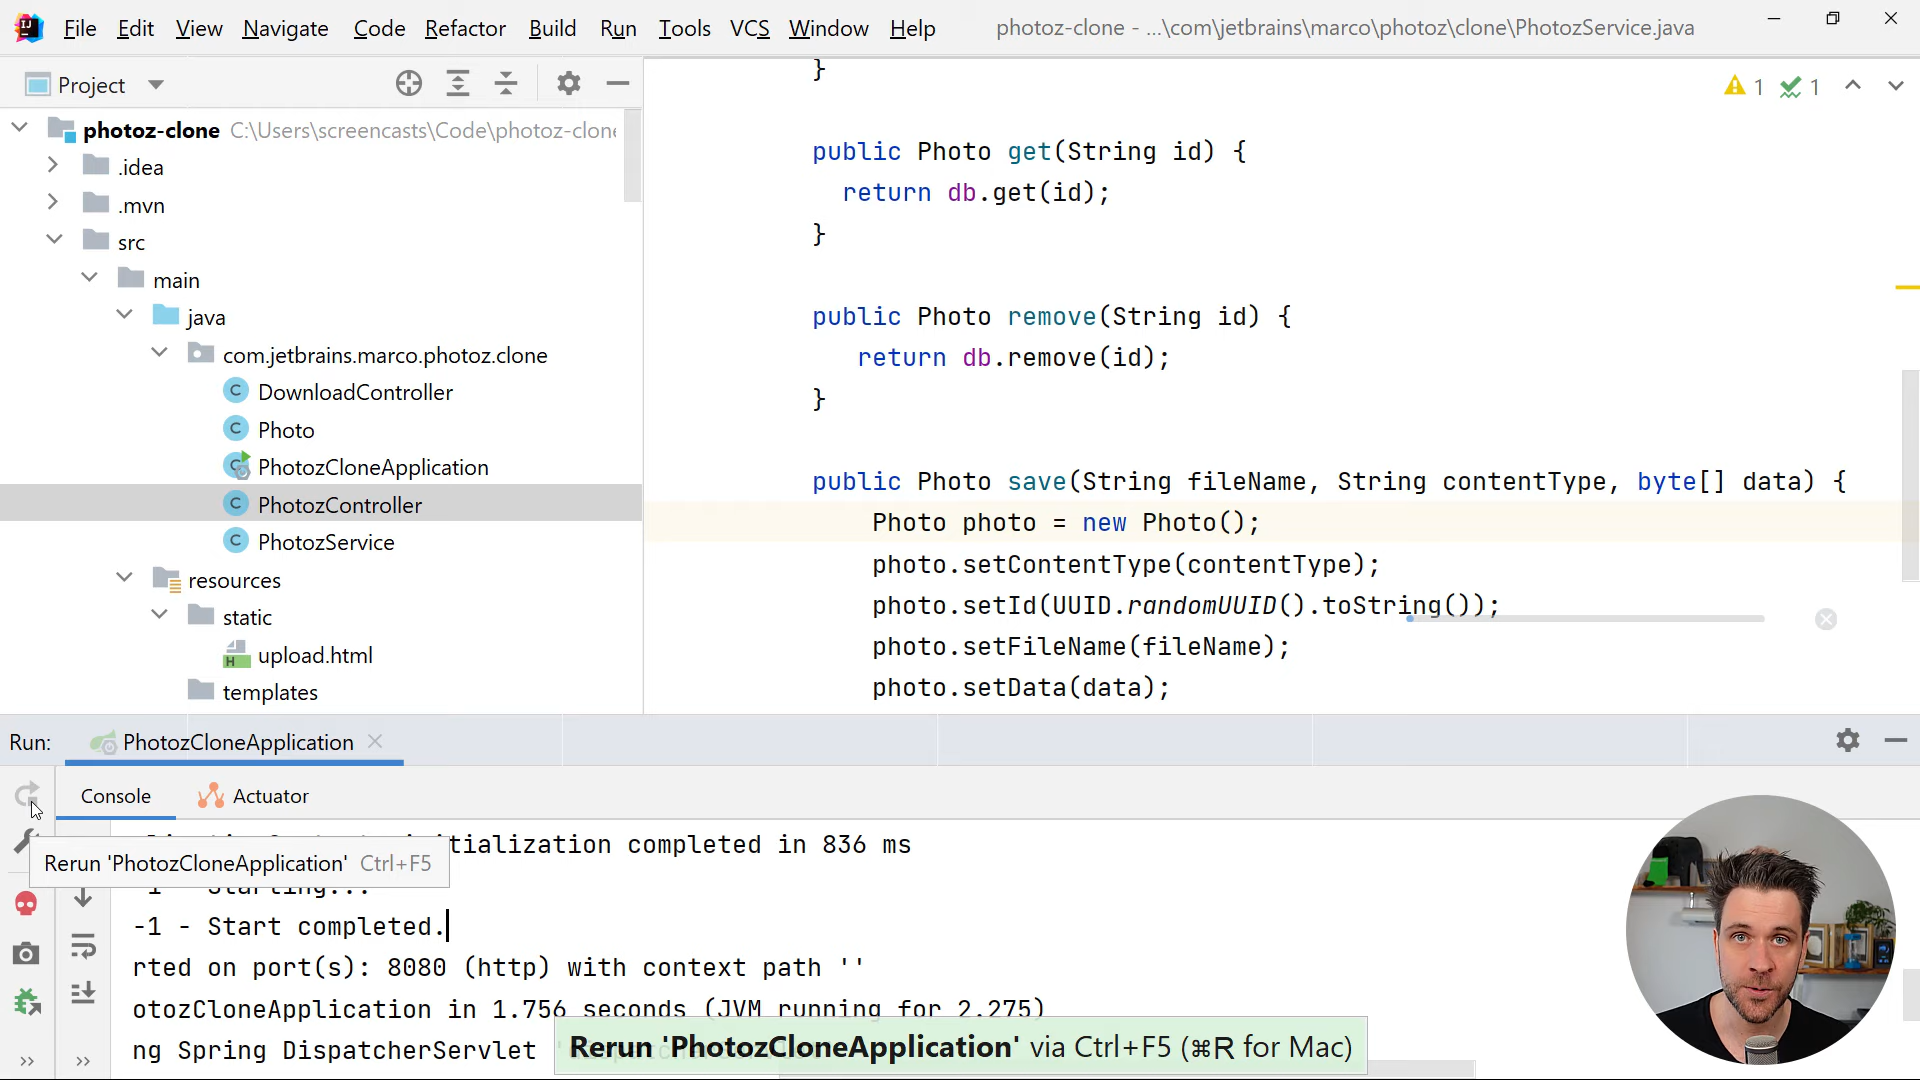 File Edit View Navigate Code Refactor Build Run Tools VCS Window Help photoz-clone - ...\com\jetbrains\marco\photoz\clone\PhotozService.java
Project
photoz-clone C:\Users\screencasts\Code\photoz-clone
.idea
.mvn
src
main
java
com.jetbrains.marco.photoz.clone
DownloadController
Photo
PhotozCloneApplication
PhotozController
PhotozService
resources
static
upload.html
templates
1 1
}
public Photo get(String id) {
return db.get(id);
}
public Photo remove(String id) {
return db.remove(id);
}
public Photo save(String fileName, String contentType, byte[] data) {
Photo photo = new Photo();
photo.setContentType(contentType);
photo.setId(UUID.randomUUID().toString());
photo.setFileName(fileName);
photo.setData(data);
Run: PhotozCloneApplication
Console Actuator
initialization completed in 836 ms
Rerun 'PhotozCloneApplication' Ctrl+F5
Starting...
-1 - Start completed.
rted on port(s): 8080 (http) with context path ''
otozCloneApplication in 1.756 seconds (JVM running for 2.275)
ng Spring DispatcherServlet
Rerun 'PhotozCloneApplication' via Ctrl+F5 (⌘R for Mac)